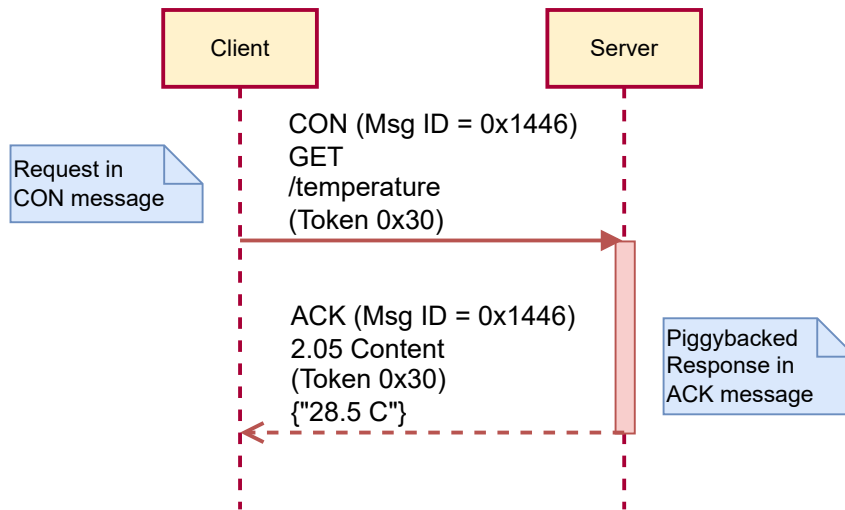 Client
Server
CON (Msg ID = 0x1446)
GET
/temperature
(Token 0x30)
Request in
CON message
ACK (Msg ID = 0x1446)
2.05 Content
(Token 0x30)
{"28.5 C"}
Piggybacked
Response in
ACK message